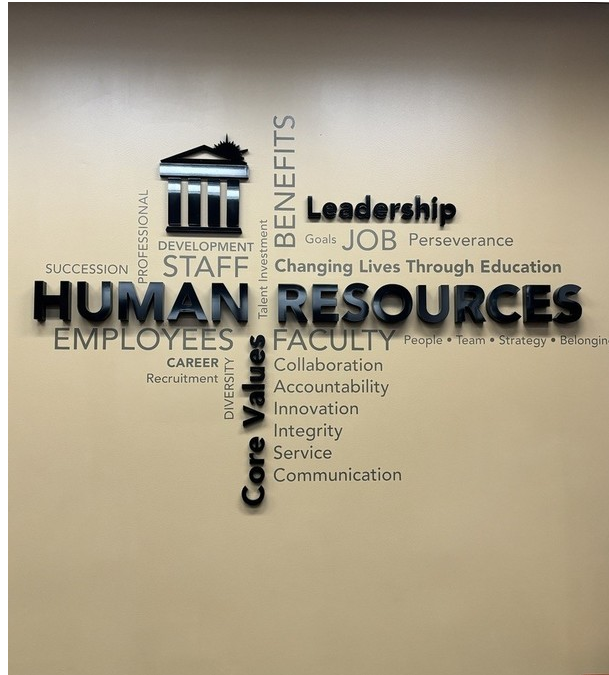 BENEFITS
Leadership
PROFESSIONAL
Goals JOB Perseverance
DEVELOPMENT
Talent Investment
SUCCESSION
STAFF
Changing Lives Through Education
HUMAN RESOURCES
EMPLOYEES
FACULTY
People • Team • Strategy • Belongin
CAREER
Recruitment
DIVERSITY
Core Values
Collaboration
Accountability
Innovation
Integrity
Service
Communication